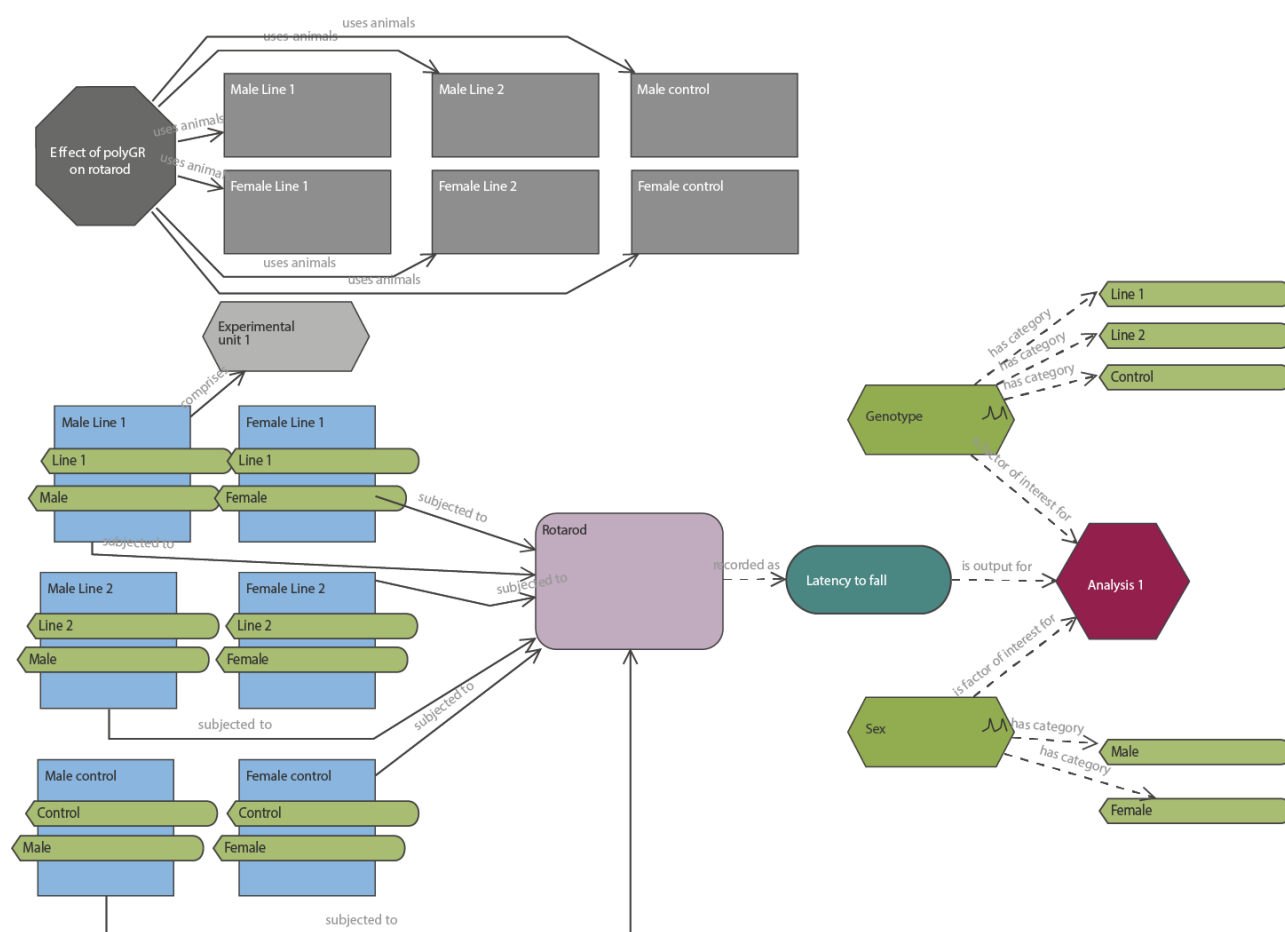 uses animals
uses animals
Male Line 1
Male Line 2
Male control
uses animals
Effect of polyGR
on rotarod
uses animals
Female Line 1
Female Line 2
Female control
uses animals
uses animals
Experimental
unit 1
comprises
Male Line 1
Female Line 1
Line 1
Line 1
Male
Female
subjected to
subjected to
Rotarod
Male Line 2
Female Line 2
subjected to
Line 2
Line 2
Male
Female
subjected to
subjected to
Male control
Female control
Control
Control
Male
Female
subjected to
recorded as
Latency to fall
is output for
Analysis 1
Line 1
has category
Line 2
has category
Control
has category
Genotype
is factor of interest for
is factor of interest for
Sex
has category
Male
has category
Female